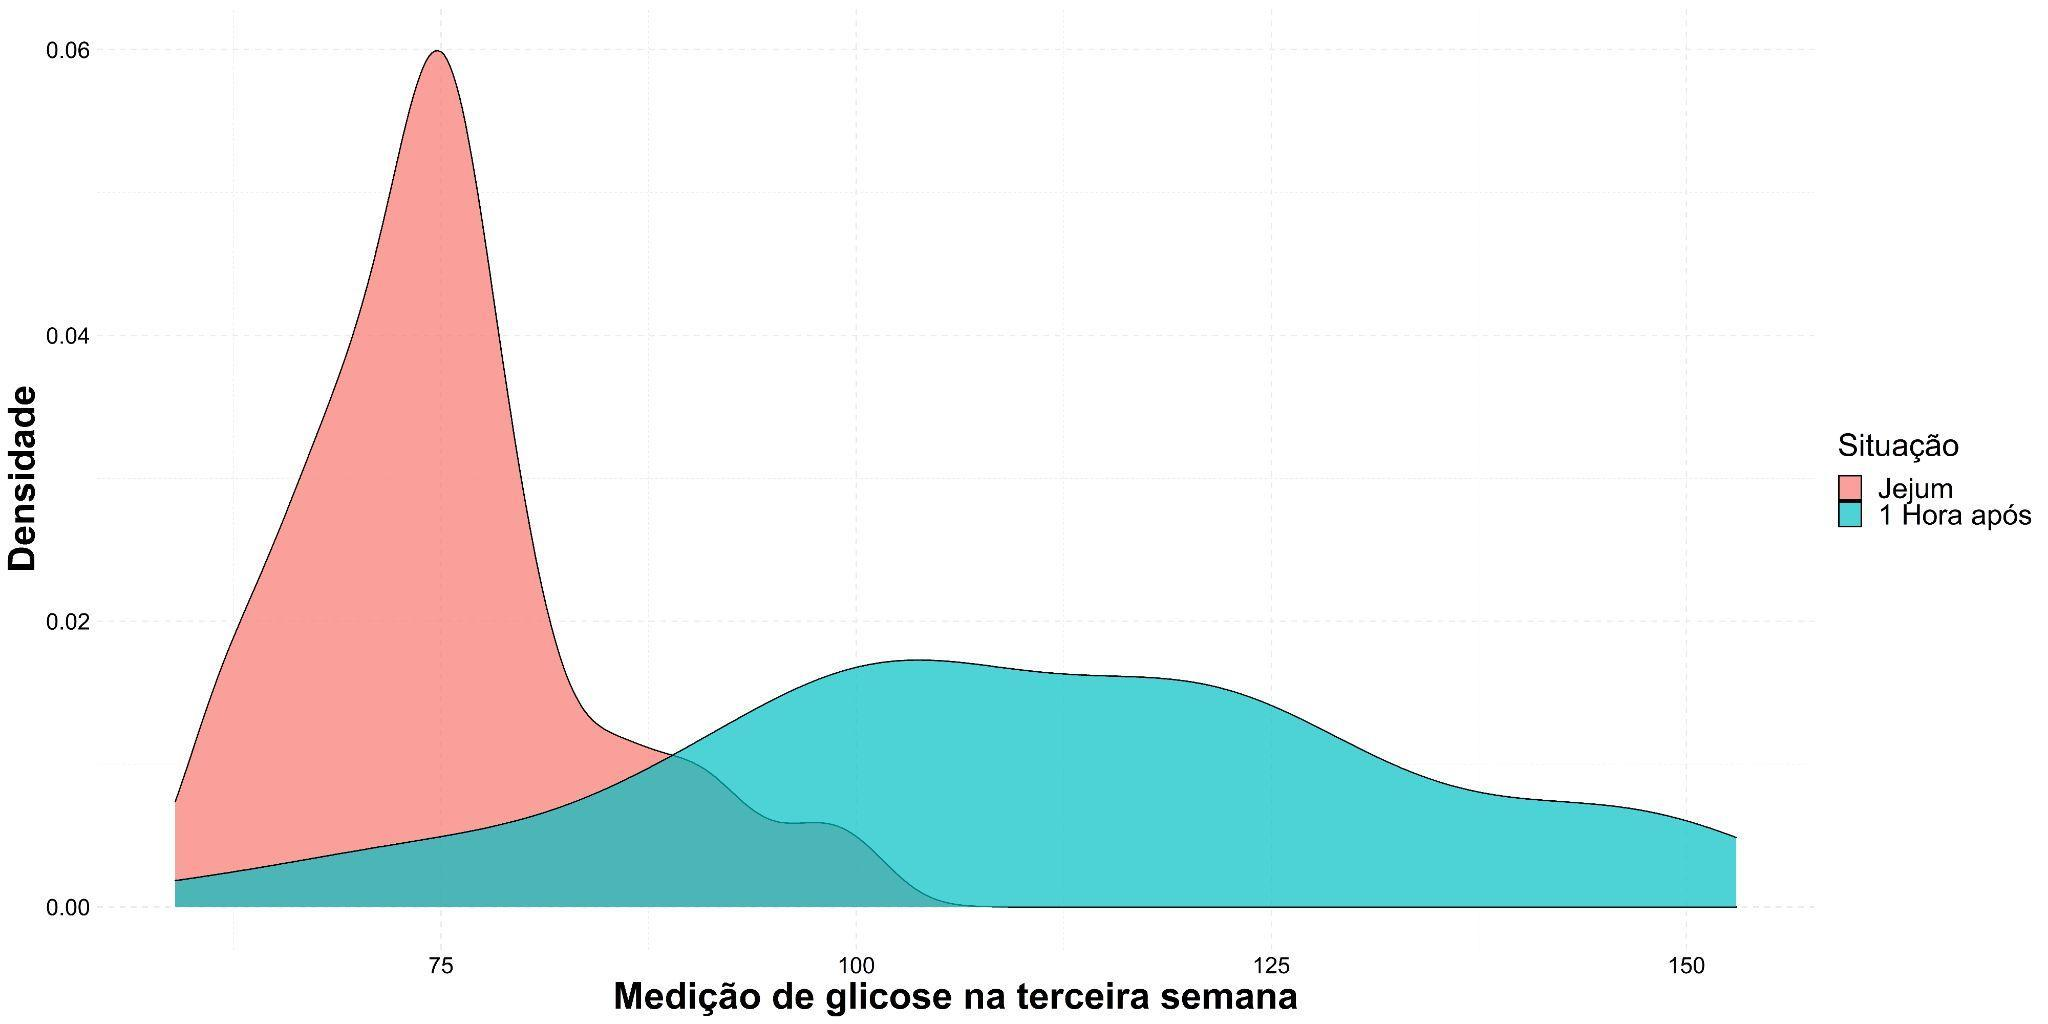 0.06
0.04
0.02
0.00
Densidade
75
100
125
150
Medição de glicose na terceira semana
Situação
Jejum
1 Hora após